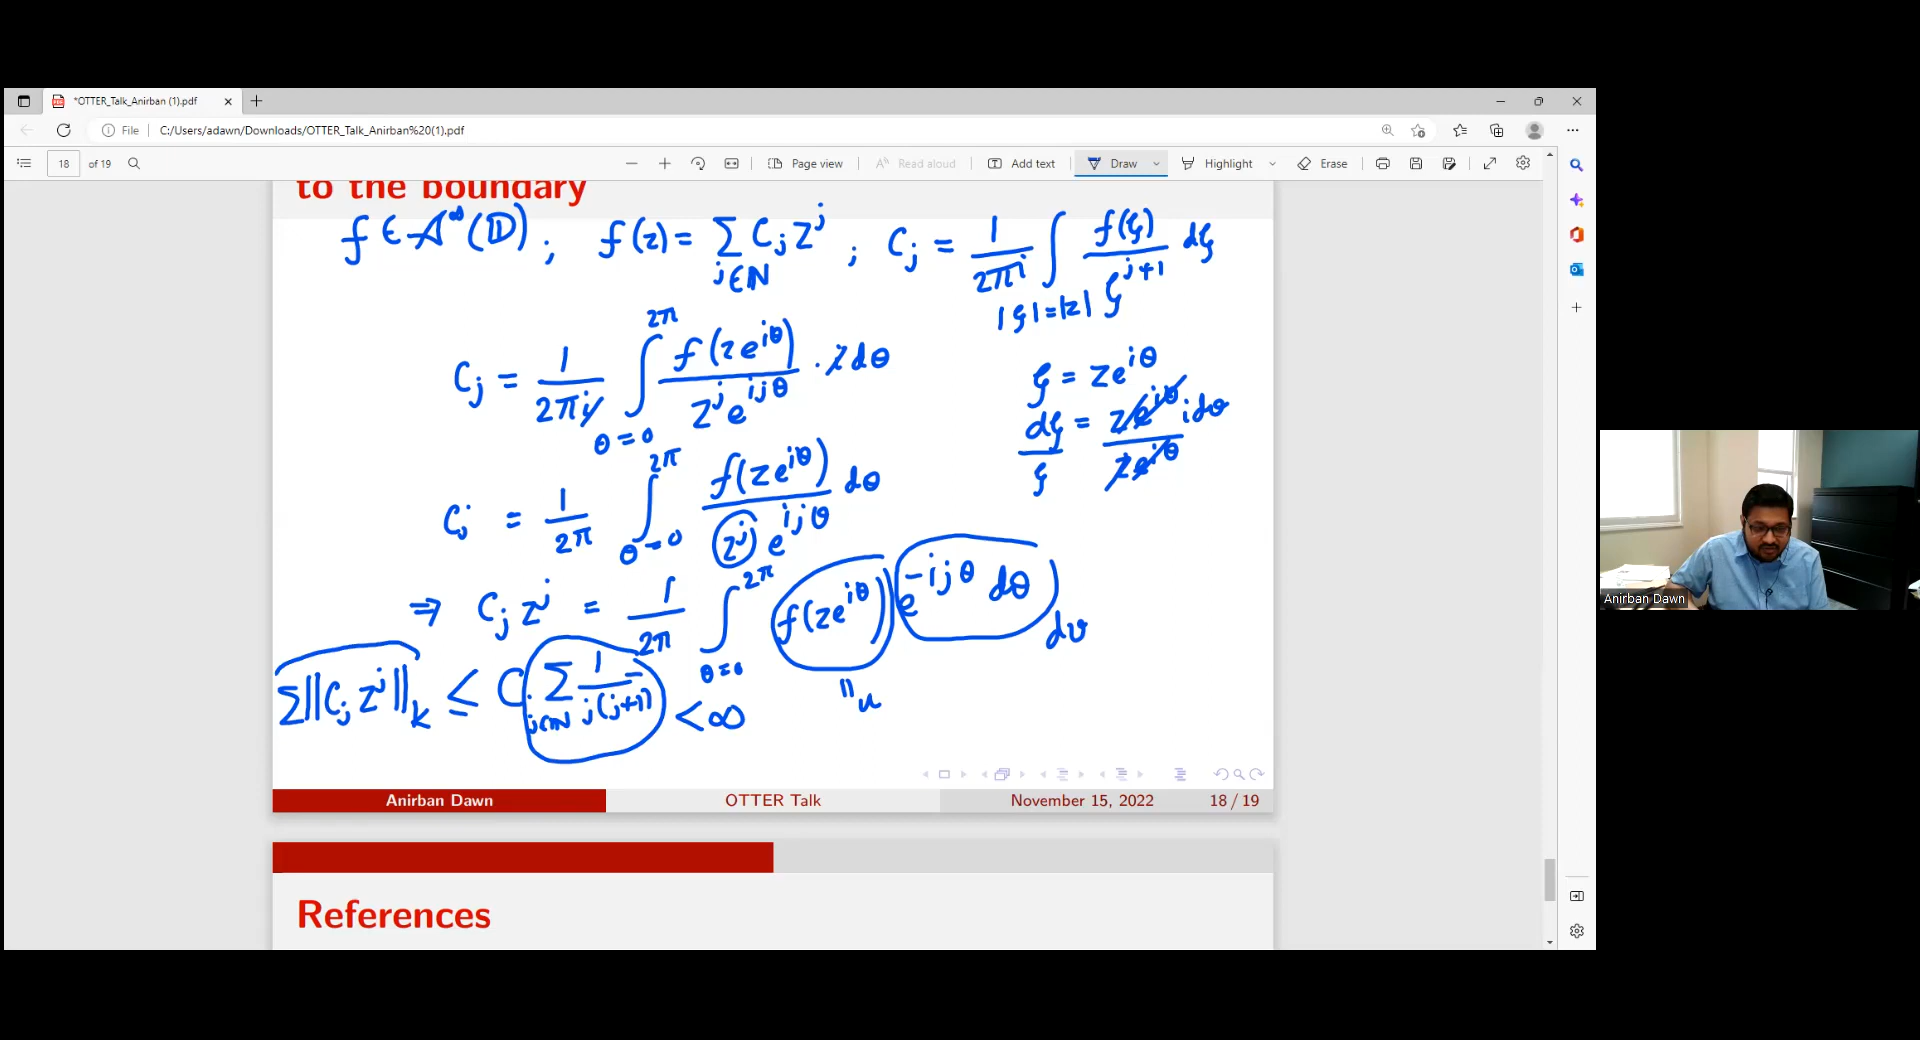 *OTTER_Talk_Anirban (1).pdf
File C:/Users/adawn/Downloads/OTTER_Talk_Anirban%20(1).pdf
18 of 19 Page view Read aloud Add text Draw Highlight Erase
to the boundary
f ∈ A^∞(𝔻) ; f(z) = ∑_{j∈ℕ} C_j z^j ; C_j = 1/(2πi) ∫_{|ζ|=|z|} f(ζ)/ζ^{j+1} dζ
C_j = 1/(2πi) ∫_{θ=0}^{2π} f(ze^{iθ})/(z^j e^{ijθ}) · i dθ
ζ = ze^{iθ}
dζ/ζ = ze^{iθ} i dθ/ze^{iθ}
C_j = 1/(2π) ∫_{θ=0}^{2π} f(ze^{iθ})/(z^j e^{ijθ}) dθ
⇒ C_j z^j = 1/(2π) ∫_{θ=0}^{2π} f(ze^{iθ}) e^{-ijθ} dθ
dv
"u
∑||C_j z^j||_k ≤ C ∑_{j∈ℕ} 1/(j(j+1)) < ∞
Anirban Dawn OTTER Talk November 15, 2022 18 / 19
References
Anirban Dawn